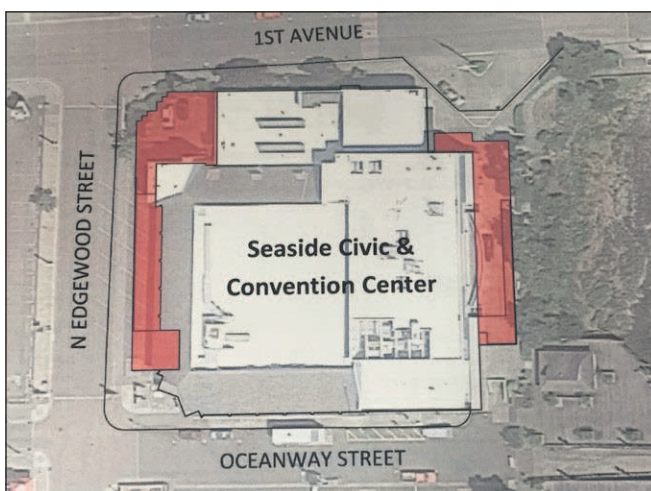 1ST AVENUE
N EDGEWOOD STREET
Seaside Civic &
Convention Center
OCEANWAY STREET